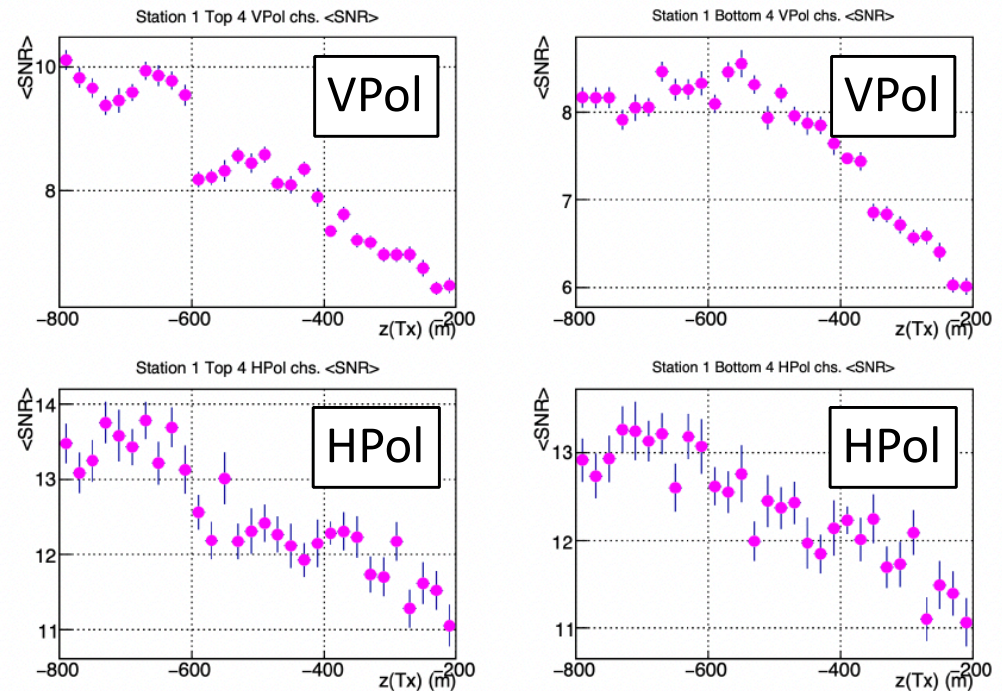 Station 1 Top 4 VPol chs. <SNR>
<SNR>
10
8
VPol
−800
−600
−400
−200
z(Tx) (m)
Station 1 Bottom 4 VPol chs. <SNR>
<SNR>
8
7
6
VPol
−800
−600
−400
−200
z(Tx) (m)
Station 1 Top 4 HPol chs. <SNR>
<SNR>
14
13
12
11
HPol
−800
−600
−400
−200
z(Tx) (m)
Station 1 Bottom 4 HPol chs. <SNR>
<SNR>
13
12
11
HPol
−800
−600
−400
−200
z(Tx) (m)